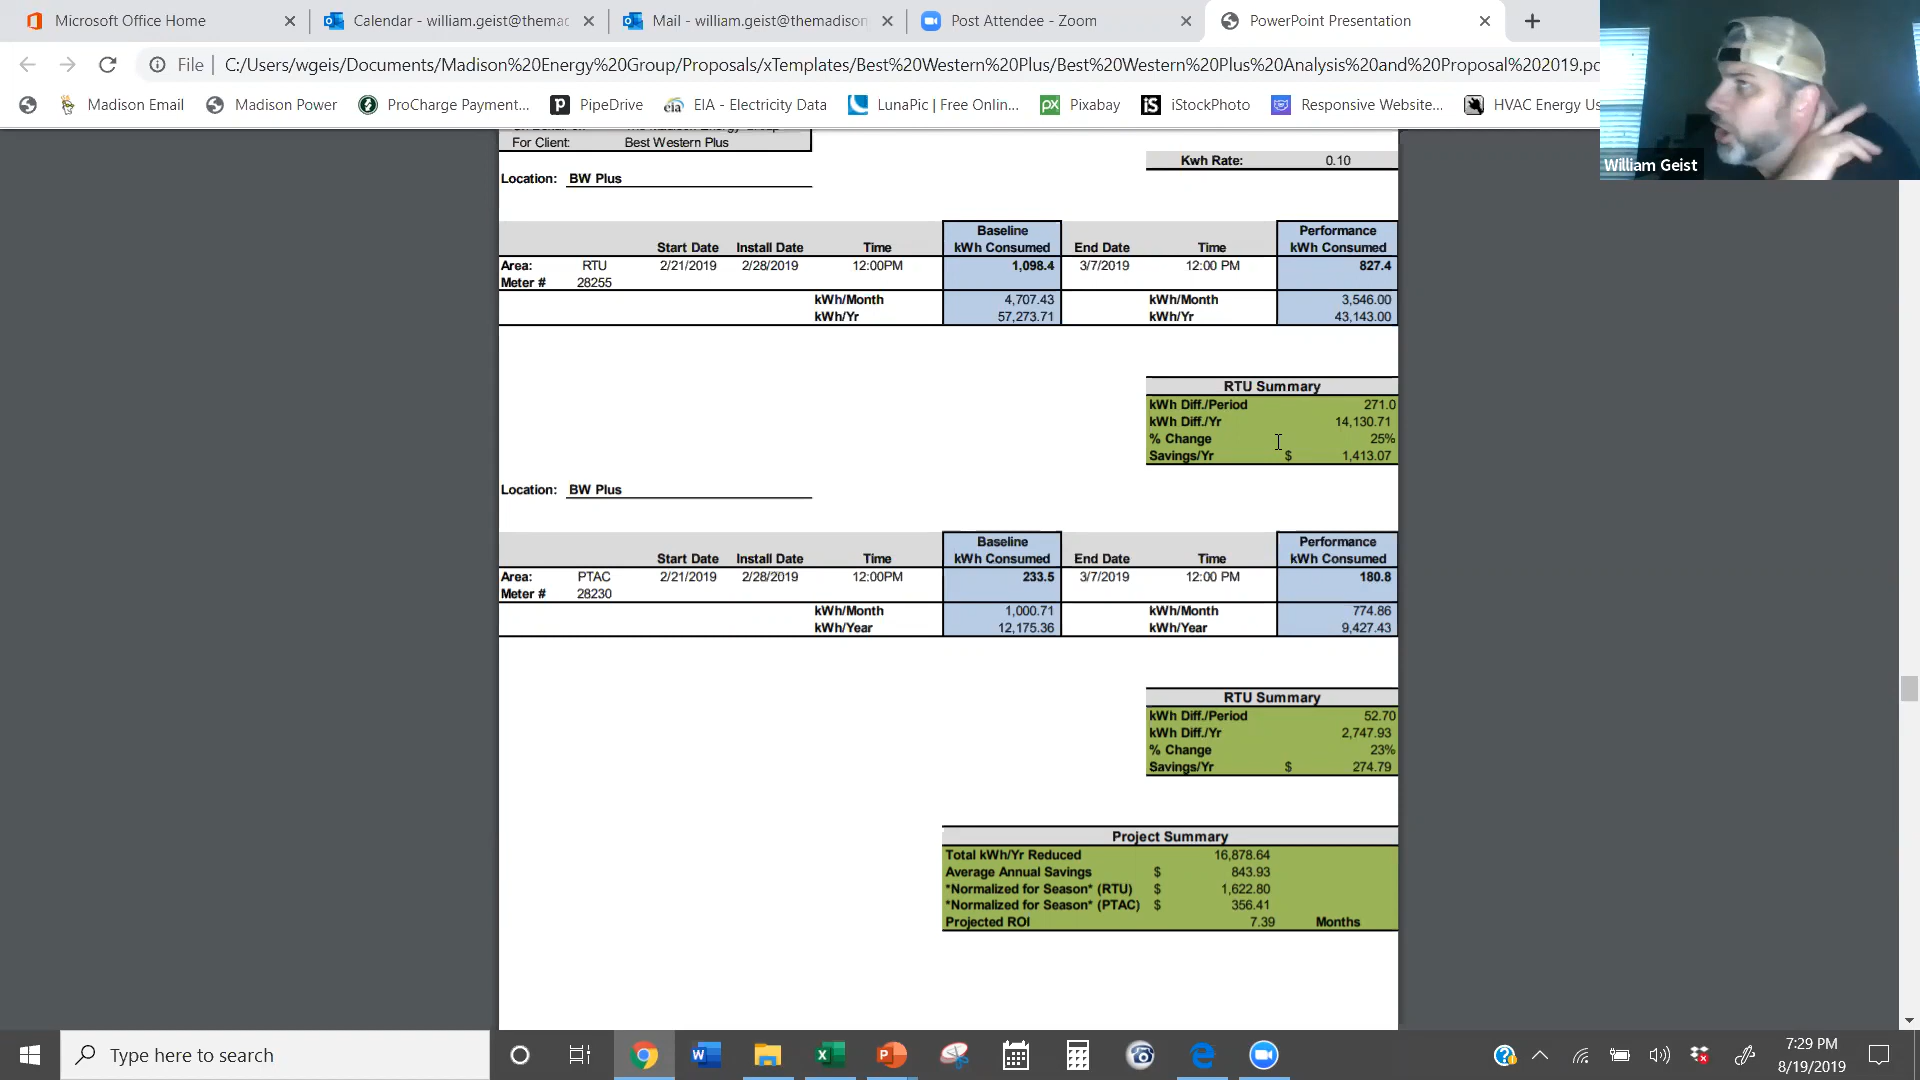 Microsoft Office Home
Calendar - william.geist@themad
Mail - william.geist@themadison
Post Attendee - Zoom
PowerPoint Presentation
File
C:/Users/wgeis/Documents/Madison%20Energy%20Group/Proposals/xTemplates/Best%20Western%20Plus/Best%20Western%20Plus%20Analysis%20and%20Proposal%202019.pd
Madison Email
Madison Power
ProCharge Payment...
PipeDrive
EIA - Electricity Data
LunaPic | Free Onlin...
Pixabay
iStockPhoto
Responsive Website...
HVAC Energy Us
William Geist
For Client: Best Western Plus
Kwh Rate: 0.10
Location: BW Plus
Start Date Install Date Time Baseline kWh Consumed End Date Time Performance kWh Consumed
Area: RTU 2/21/2019 2/28/2019 12:00PM 1,098.4 3/7/2019 12:00 PM 827.4
Meter # 28255
kWh/Month 4,707.43 kWh/Month 3,546.00
kWh/Yr 57,273.71 kWh/Yr 43,143.00
RTU Summary
kWh Diff./Period 271.0
kWh Diff./Yr 14,130.71
% Change 25%
Savings/Yr $ 1,413.07
Location: BW Plus
Start Date Install Date Time Baseline kWh Consumed End Date Time Performance kWh Consumed
Area: PTAC 2/21/2019 2/28/2019 12:00PM 233.5 3/7/2019 12:00 PM 180.8
Meter # 28230
kWh/Month 1,000.71 kWh/Month 774.86
kWh/Year 12,175.36 kWh/Year 9,427.43
RTU Summary
kWh Diff./Period 52.70
kWh Diff./Yr 2,747.93
% Change 23%
Savings/Yr $ 274.79
Project Summary
Total kWh/Yr Reduced 16,878.64
Average Annual Savings $ 843.93
*Normalized for Season* (RTU) $ 1,622.80
*Normalized for Season* (PTAC) $ 356.41
Projected ROI 7.39 Months
Type here to search
7:29 PM
8/19/2019